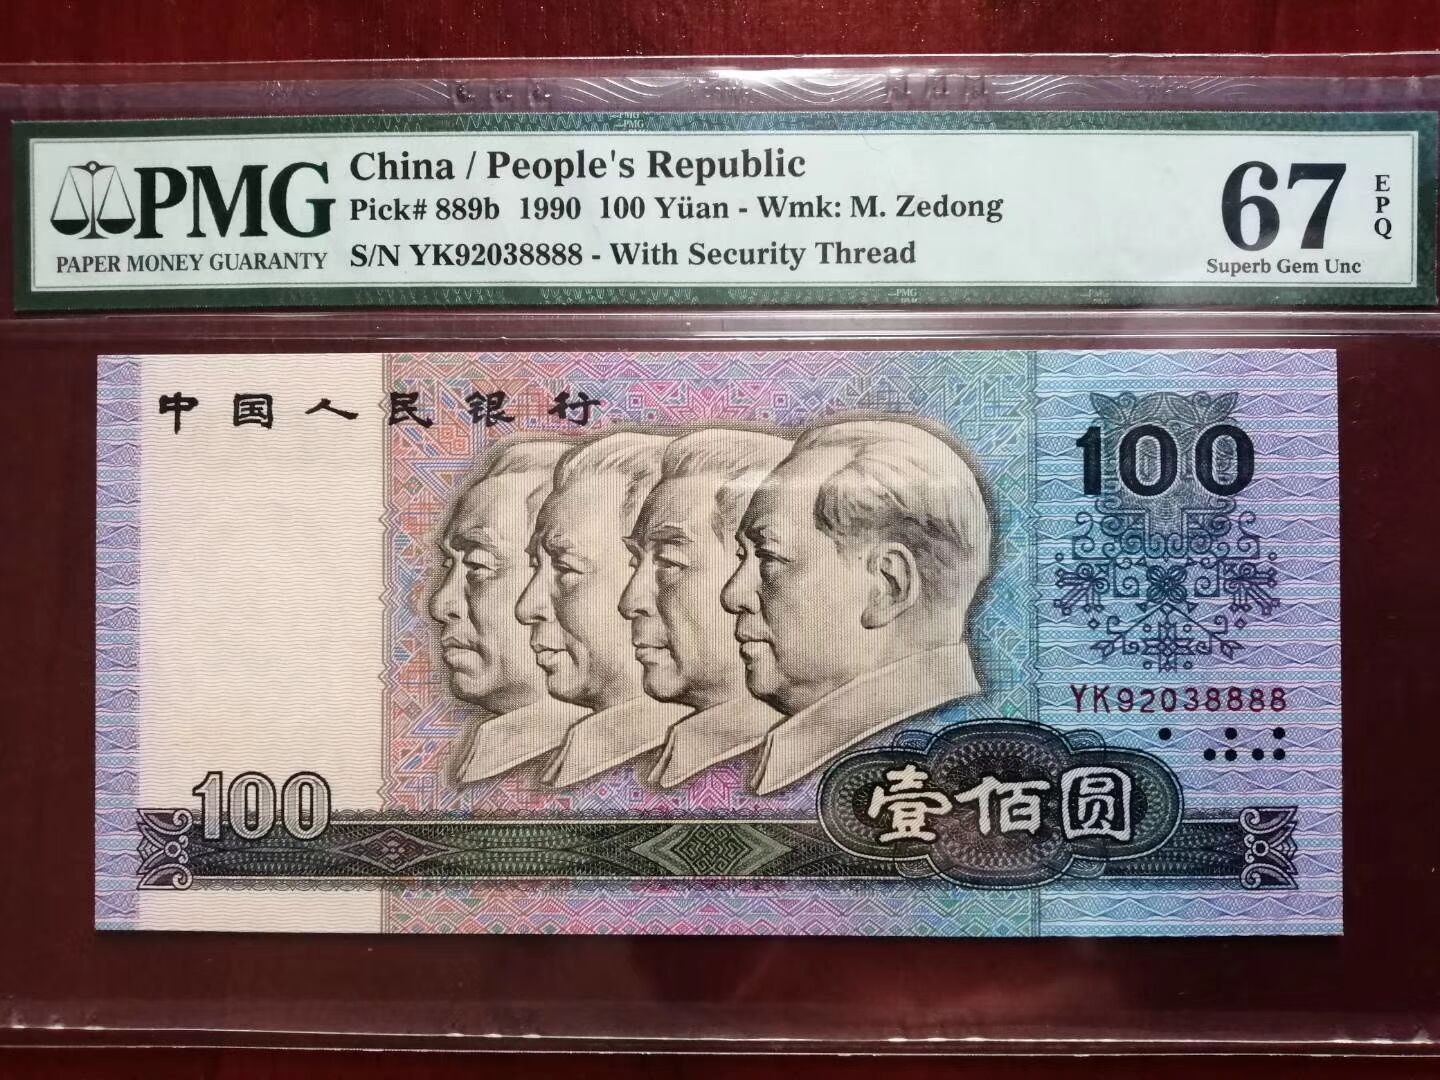 China / People's Republic
PMG
Pick# 889b 1990 100 Yüan - Wmk: M. Zedong
S/N YK92038888 - With Security Thread
PAPER MONEY GUARANTY
67
EPQ
Superb Gem Unc
中国人民银行
100
YK92038888
100
壹佰圆